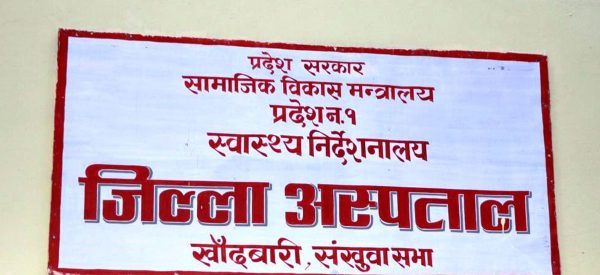 प्रदेश सरकार
सामाजिक विकास मन्त्रालय
प्रदेश न. १
स्वास्थ्य निर्देशनालय
जिल्ला अस्पताल
खाँदबारी, संखुवा सभा